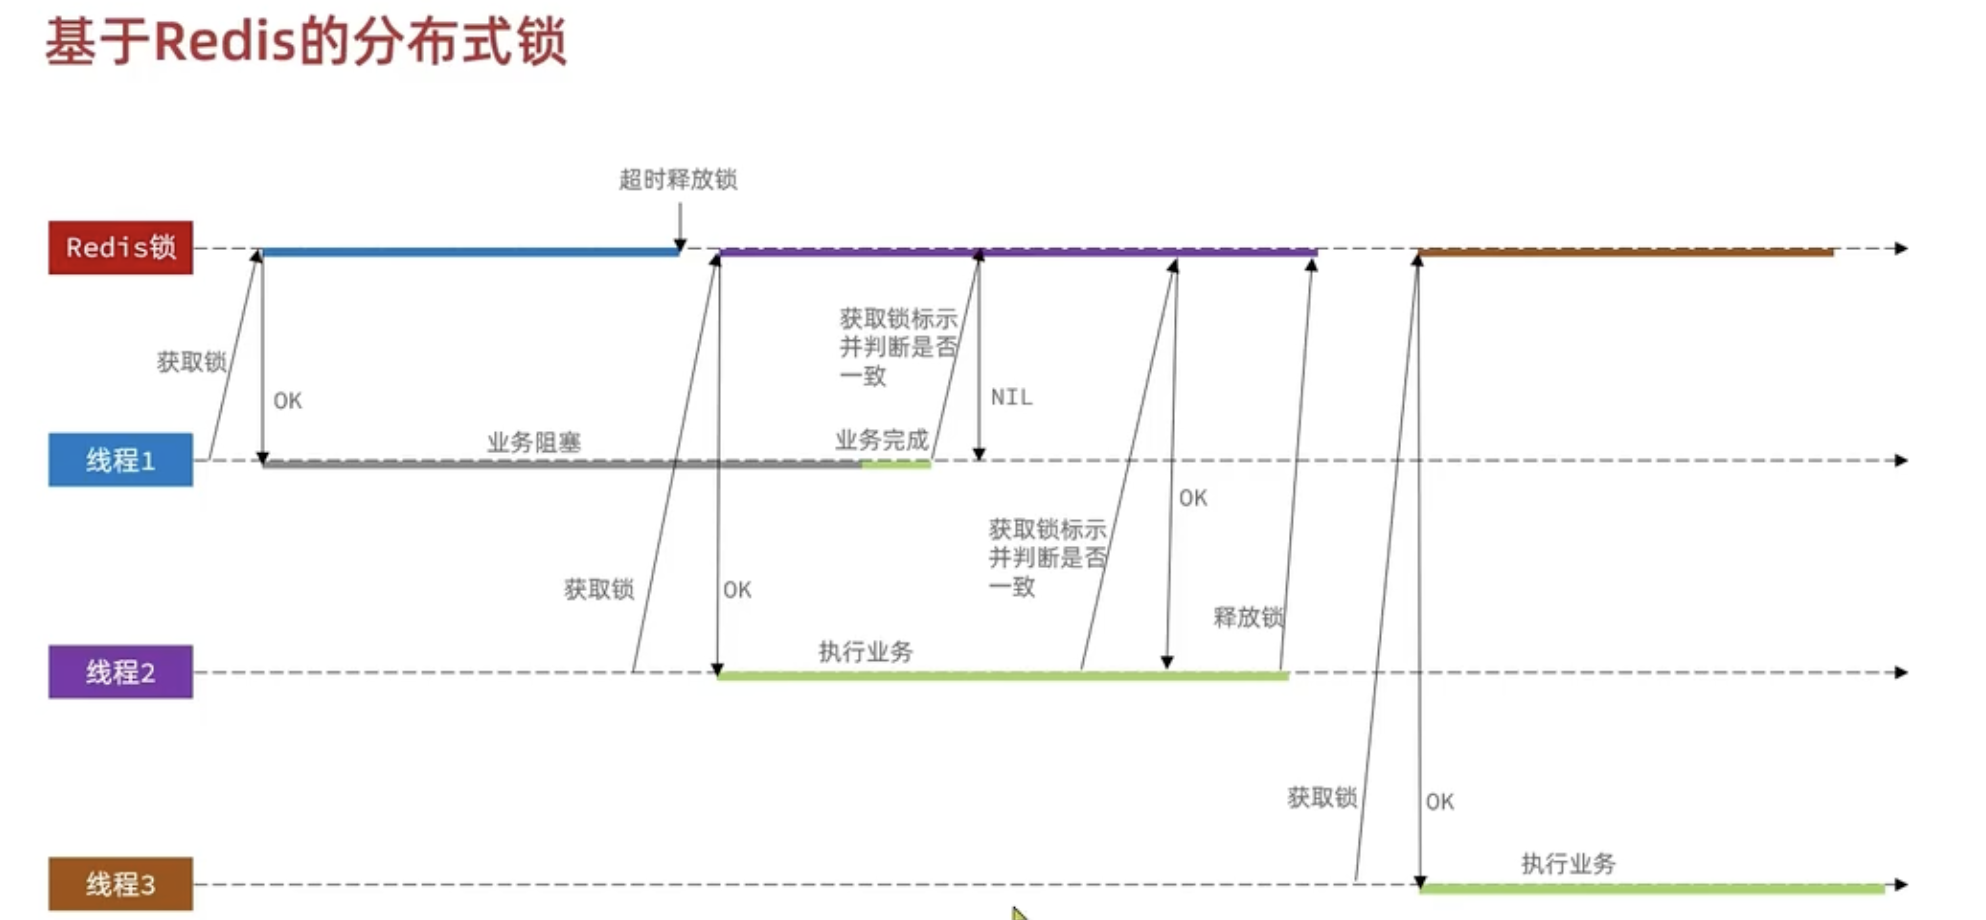 基于Redis的分布式锁
超时释放锁
Redis锁
获取锁标示
并判断是否
一致
获取锁
OK
NIL
线程1
业务阻塞
业务完成
OK
获取锁标示
并判断是否
一致
获取锁
OK
释放锁
线程2
执行业务
获取锁
OK
线程3
执行业务